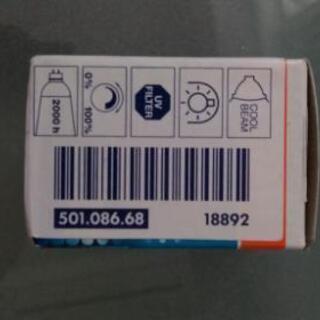 2000 h
0%
100%
UV
FILTER
COOL
BEAM
501.086.68
18892